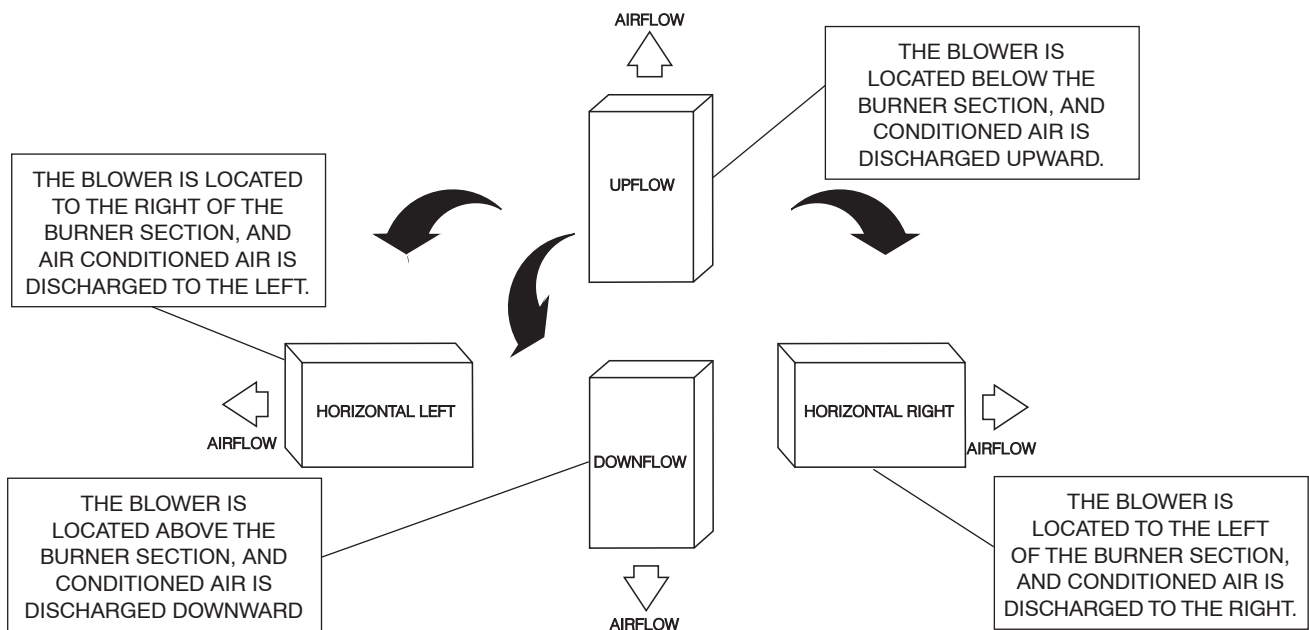 AIRFLOW
THE BLOWER IS
LOCATED BELOW THE
BURNER SECTION, AND
CONDITIONED AIR IS
DISCHARGED UPWARD.
THE BLOWER IS LOCATED
TO THE RIGHT OF THE
BURNER SECTION, AND
AIR CONDITIONED AIR IS
DISCHARGED TO THE LEFT.
UPFLOW
HORIZONTAL LEFT
AIRFLOW
DOWNFLOW
HORIZONTAL RIGHT
AIRFLOW
THE BLOWER IS
LOCATED ABOVE THE
BURNER SECTION, AND
CONDITIONED AIR IS
DISCHARGED DOWNWARD
AIRFLOW
THE BLOWER IS
LOCATED TO THE LEFT
OF THE BURNER SECTION,
AND CONDITIONED AIR IS
DISCHARGED TO THE RIGHT.